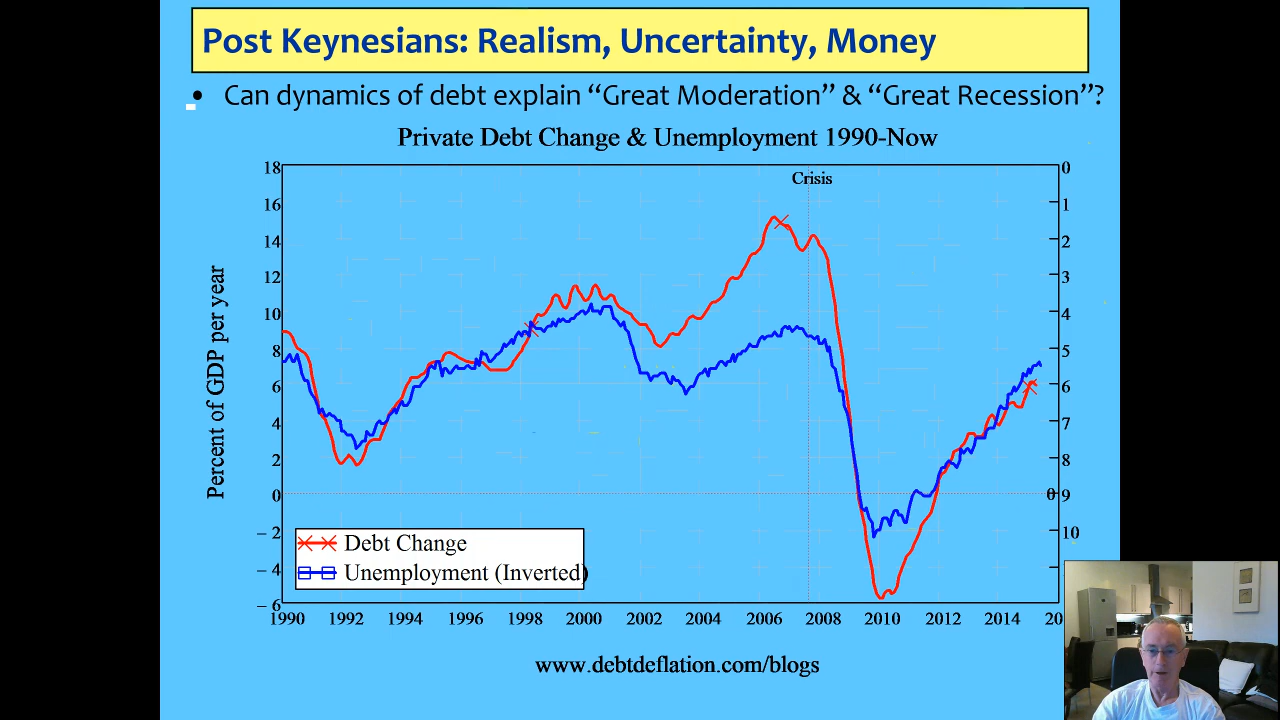 Post Keynesians: Realism, Uncertainty, Money
• Can dynamics of debt explain “Great Moderation” & “Great Recession”?
Private Debt Change & Unemployment 1990-Now
Crisis
18
16
14
12
10
8
6
4
2
0
– 2
– 4
– 6
Percent of GDP per year
0
1
2
3
4
5
6
7
8
9
10
0
Debt Change
Unemployment (Inverted)
1990 1992 1994 1996 1998 2000 2002 2004 2006 2008 2010 2012 2014 20
www.debtdeflation.com/blogs